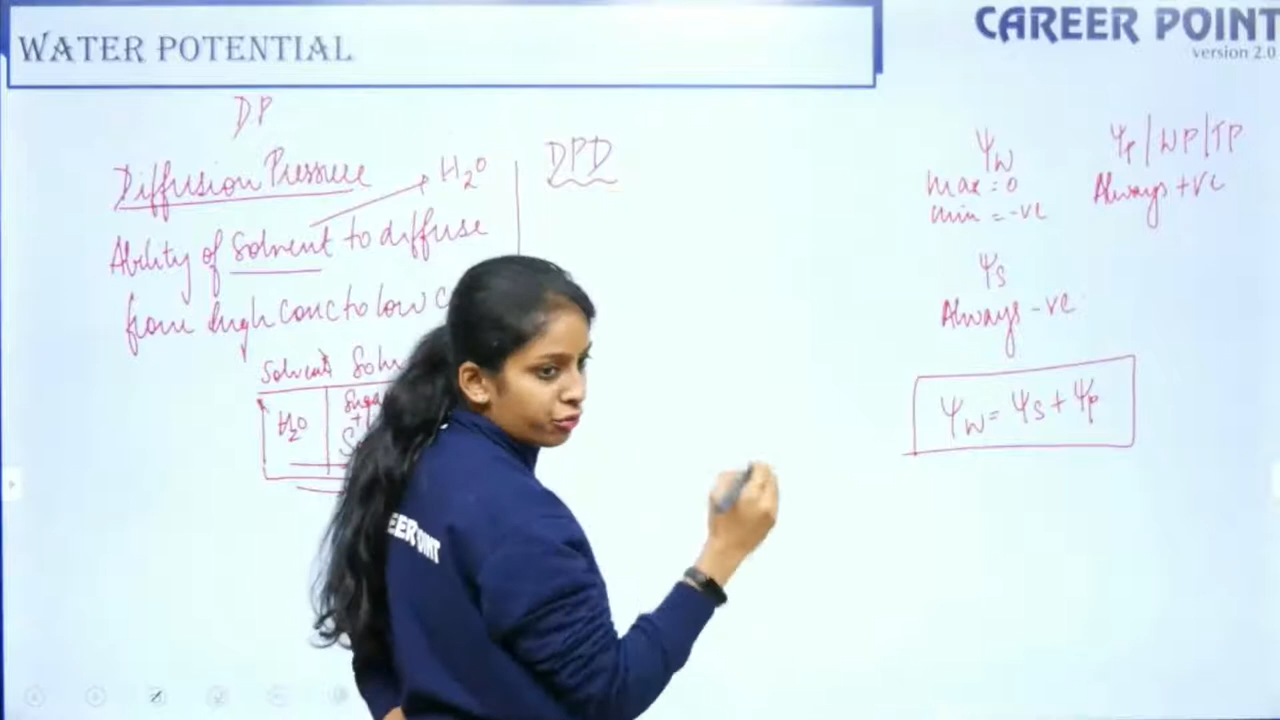 WATER POTENTIAL
CAREER POINT
version 2.0
DP
Diffusion Pressure
H2O
Ability of Solvent to diffuse
from high conc to low
Solvent
H2O
+
DPD
ΨW
max = 0
min = -ve
ΨP | WP | TP
Always +ve
ΨS
Always -ve
ΨW = ΨS + ΨP